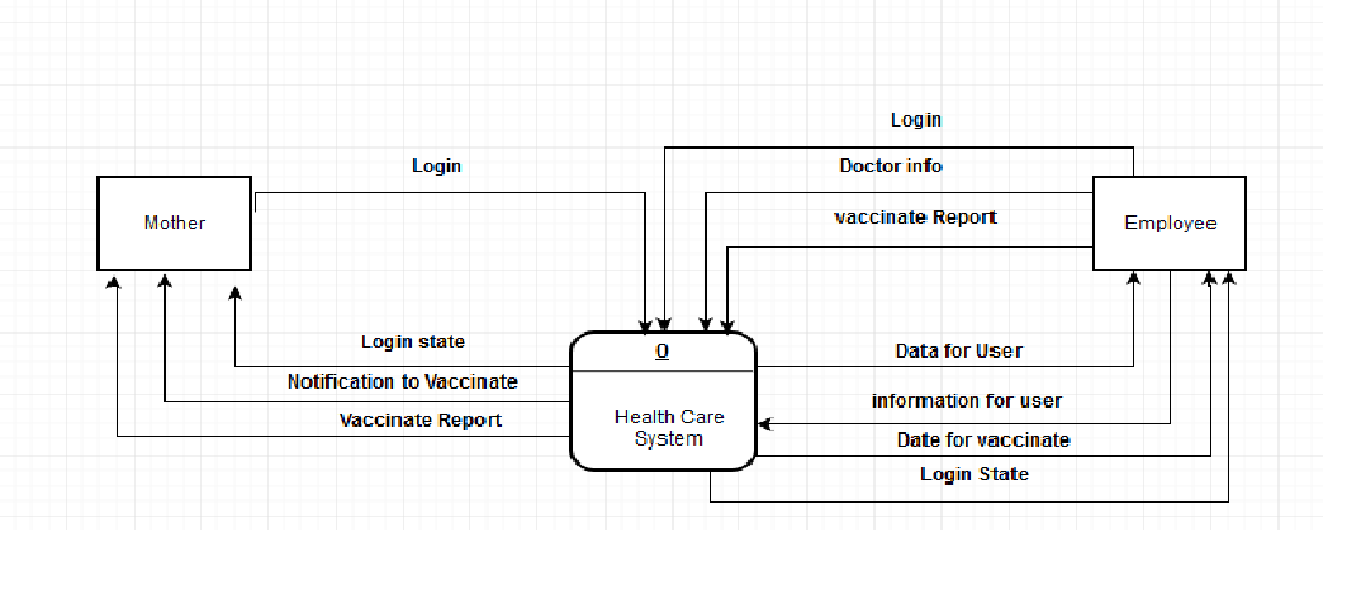 Login
Login
Doctor info
vaccinate Report
Mother
Employee
Login state
0
Data for User
Notification to Vaccinate
information for user
Vaccinate Report
Health Care
System
Date for vaccinate
Login State